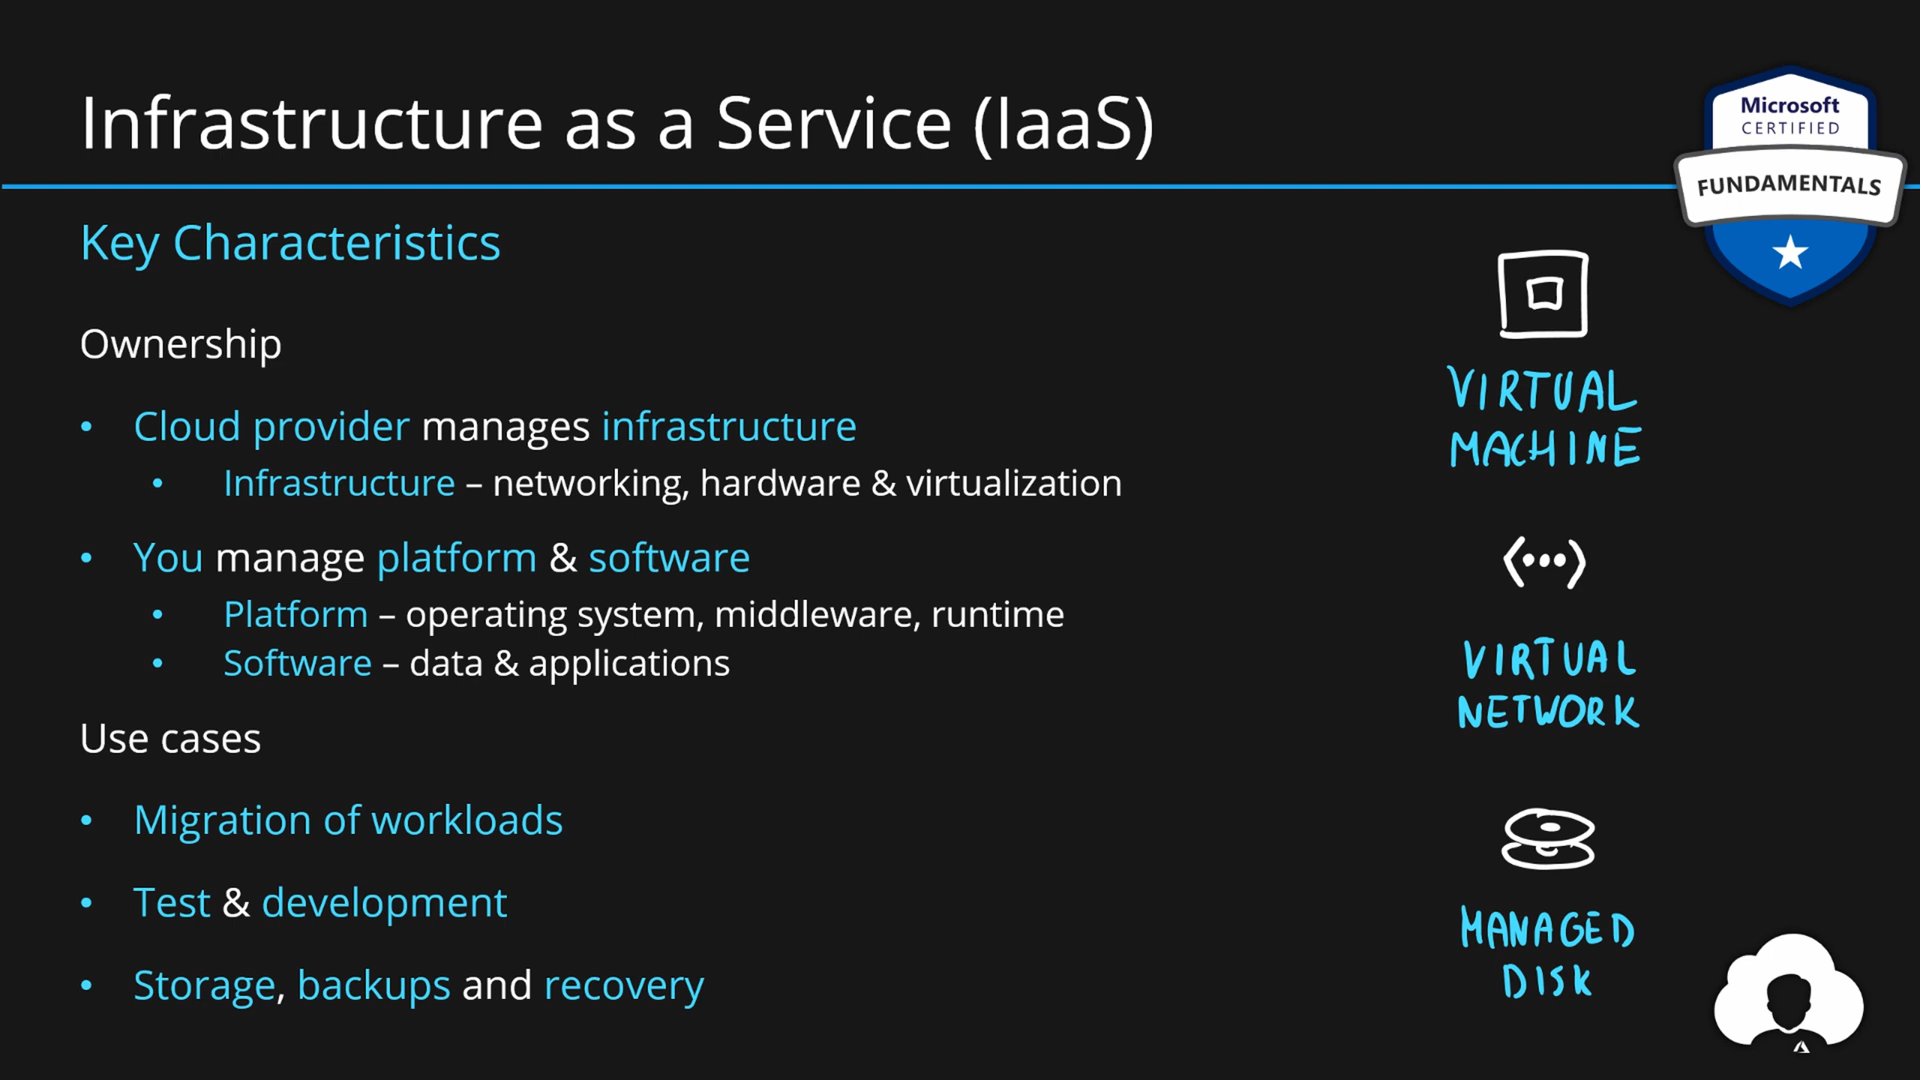 Infrastructure as a Service (IaaS)
Microsoft
CERTIFIED
FUNDAMENTALS
Key Characteristics
Ownership
• Cloud provider manages infrastructure
• Infrastructure – networking, hardware & virtualization
• You manage platform & software
• Platform – operating system, middleware, runtime
• Software – data & applications
Use cases
• Migration of workloads
• Test & development
• Storage, backups and recovery
VIRTUAL
MACHINE
VIRTUAL
NETWORK
MANAGED
DISK